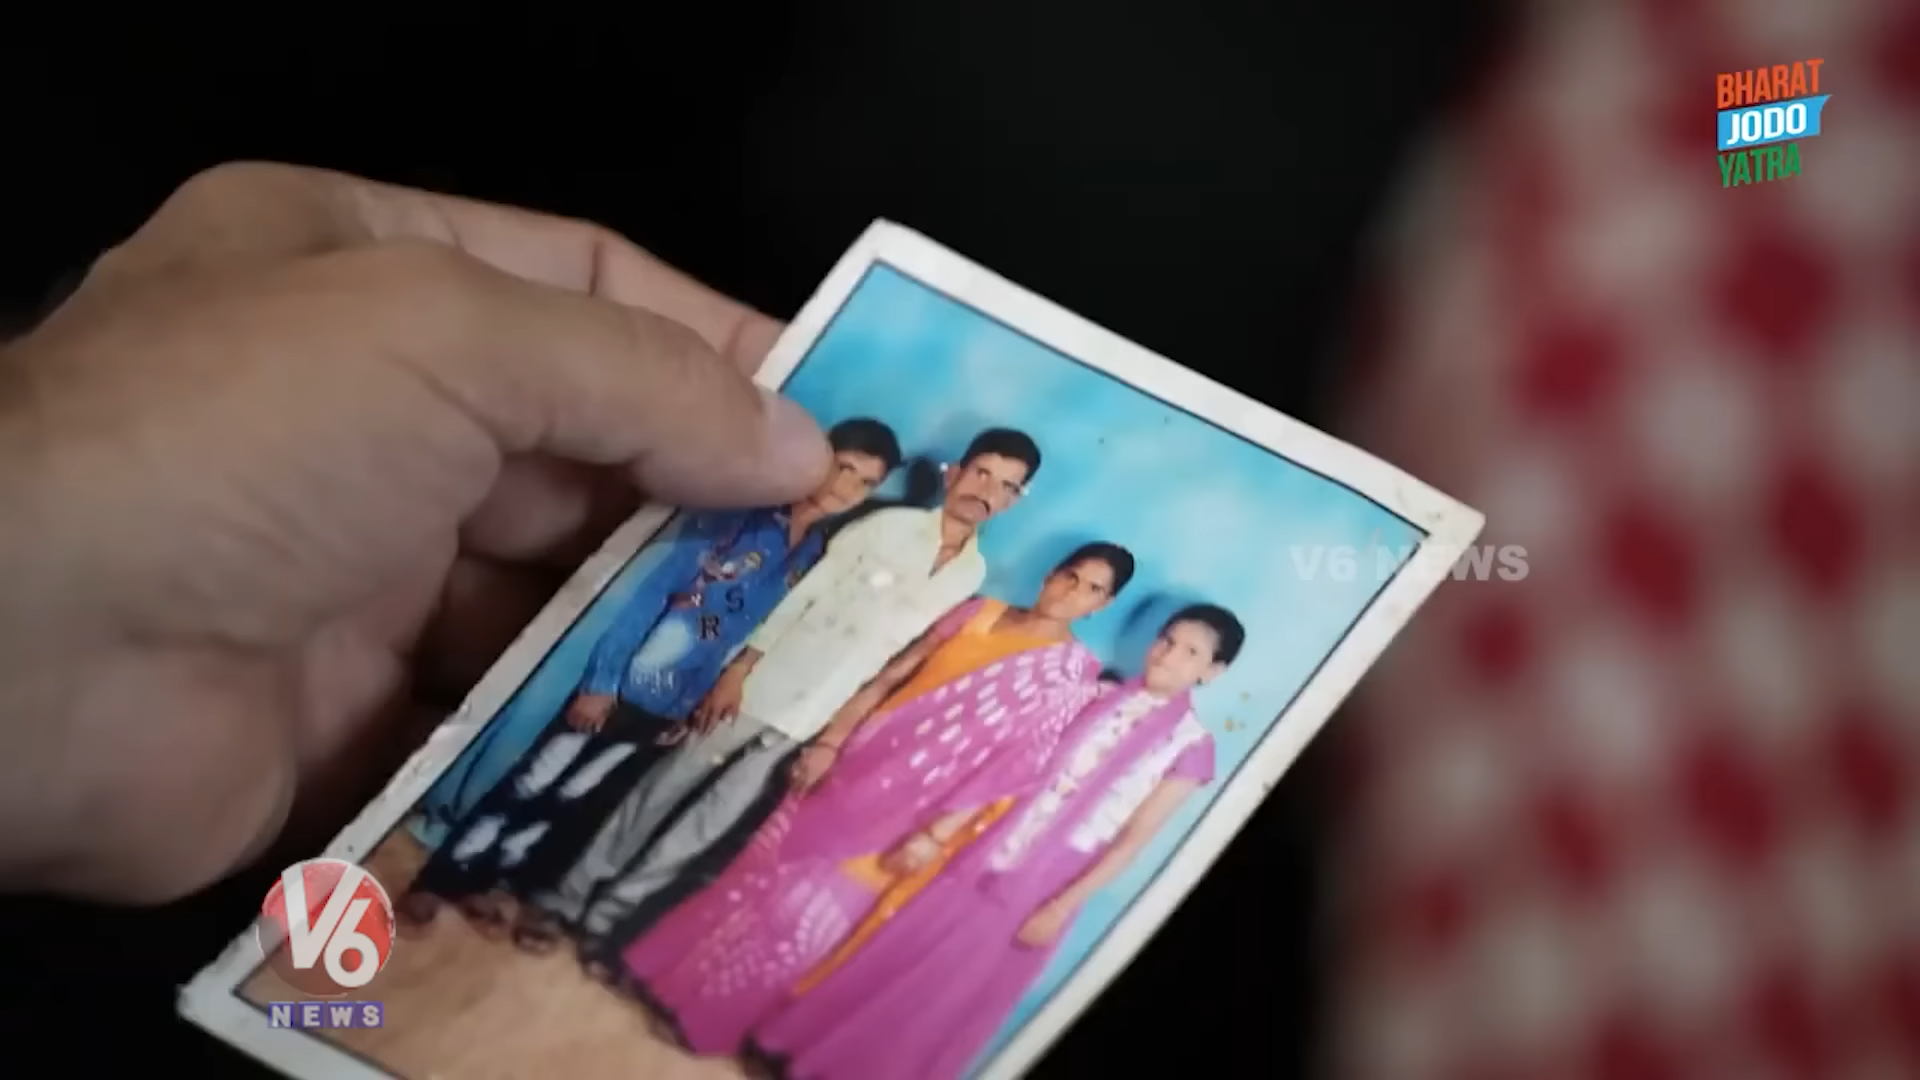 BHARAT
JODO
YATRA
V6 NEWS
S
R
V6
NEWS